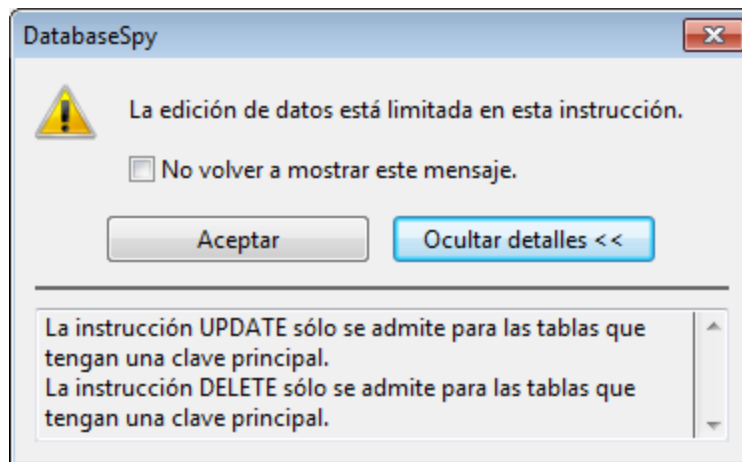 DatabaseSpy
La edición de datos está limitada en esta instrucción.
No volver a mostrar este mensaje.
Aceptar
Ocultar detalles <<
La instrucción UPDATE sólo se admite para las tablas que
tengan una clave principal.
La instrucción DELETE sólo se admite para las tablas que
tengan una clave principal.